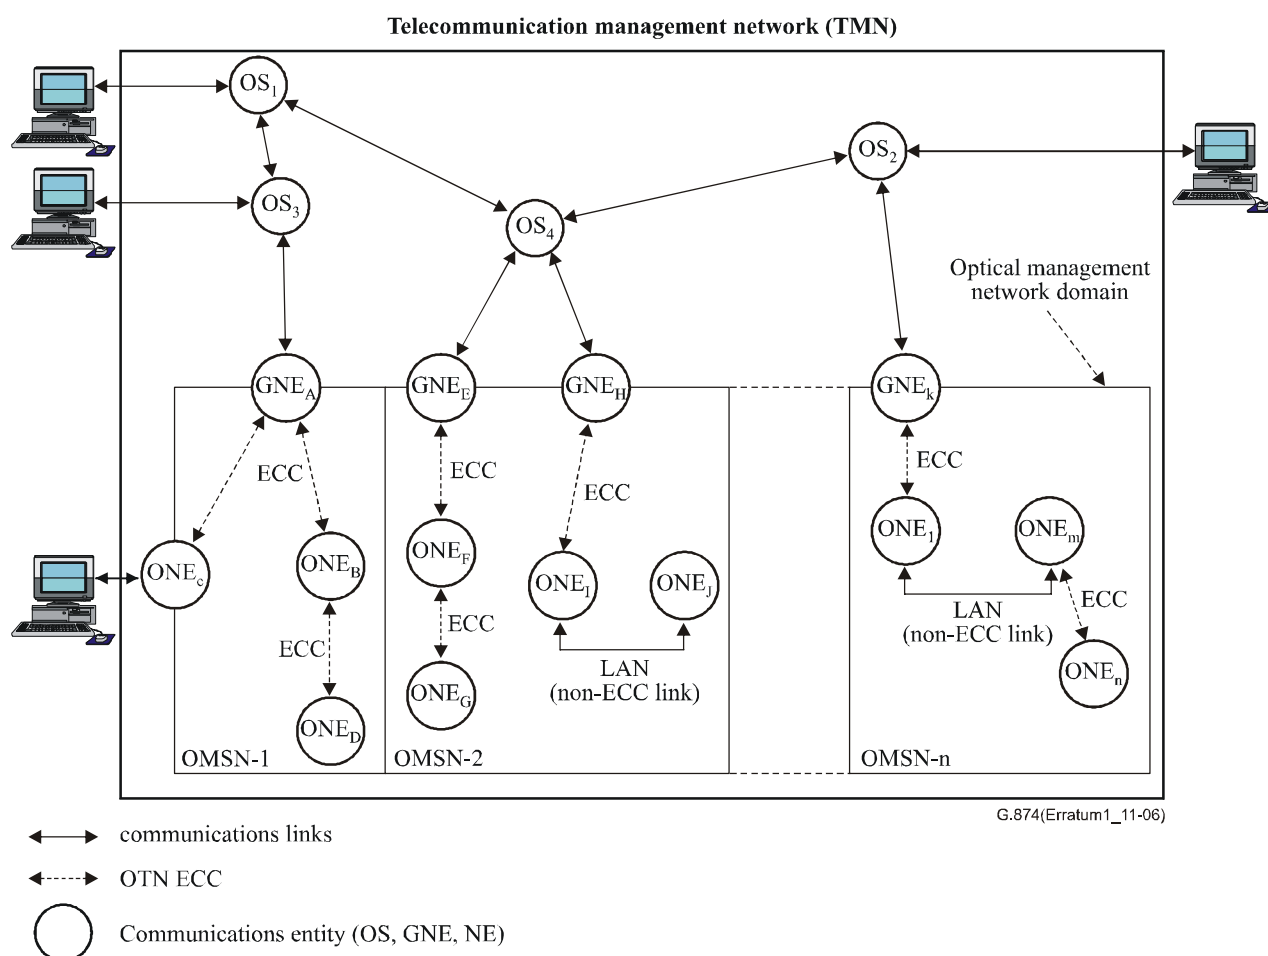 Telecommunication management network (TMN)
OS1
OS2
OS3
OS4
Optical management
network domain
GNEA
GNEE
GNEH
GNEk
ECC
ECC
ECC
ECC
ONEc
ONEB
ONEF
ONEI
ONEJ
ONE1
ONEm
ECC
ECC
ECC
LAN
(non-ECC link)
LAN
(non-ECC link)
ONED
ONEG
ONEn
OMSN-1
OMSN-2
OMSN-n
G.874(Erratum1_11-06)
communications links
OTN ECC
Communications entity (OS, GNE, NE)